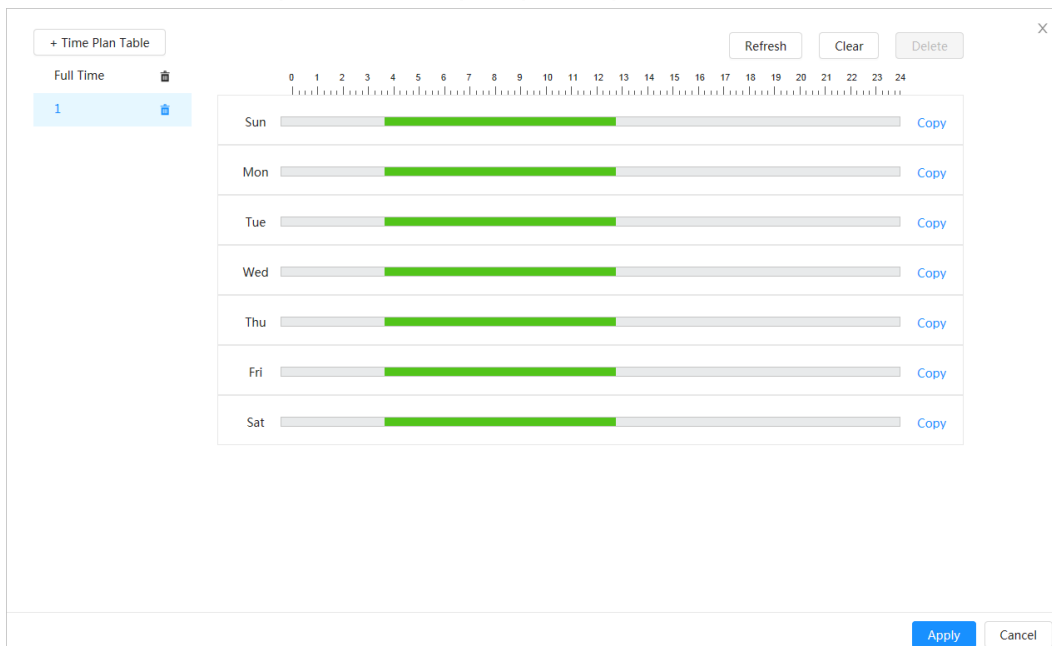 + Time Plan Table
Refresh Clear Delete
X
Full Time
0 1 2 3 4 5 6 7 8 9 10 11 12 13 14 15 16 17 18 19 20 21 22 23 24
1
Sun Copy
Mon Copy
Tue Copy
Wed Copy
Thu Copy
Fri Copy
Sat Copy
Apply Cancel